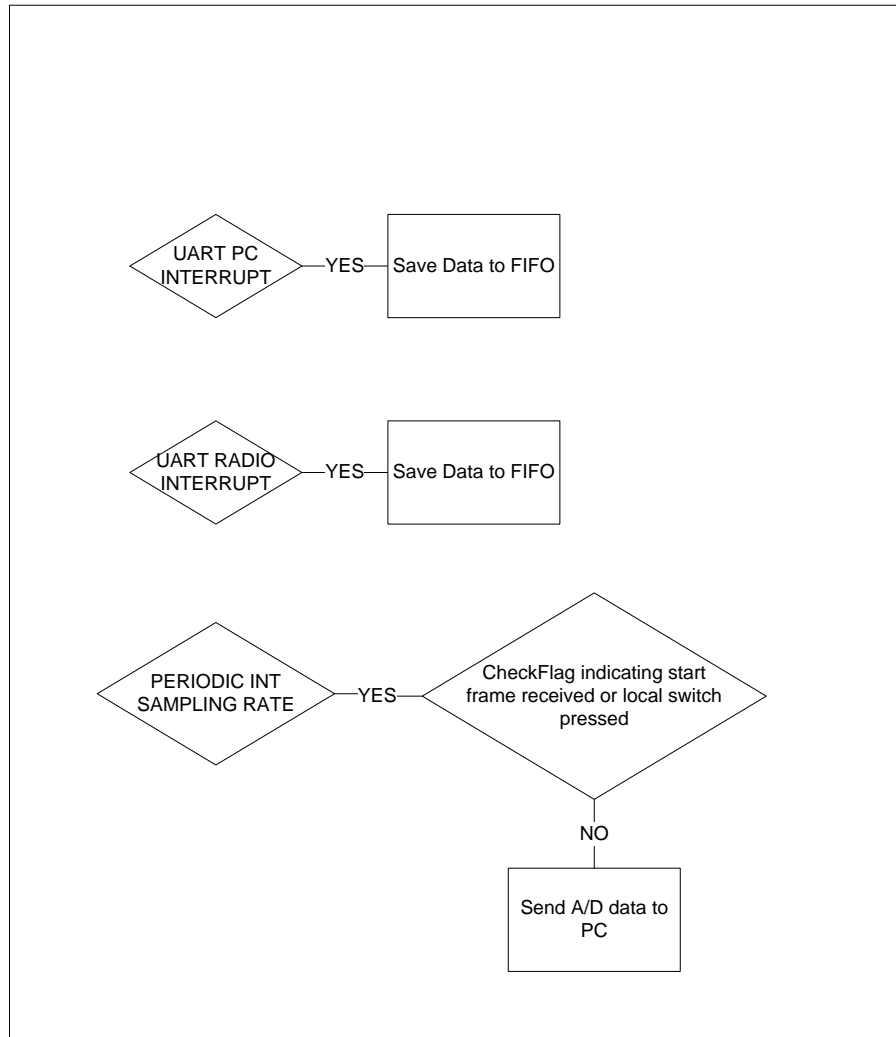 UART PC
INTERRUPT
YES
Save Data to FIFO
UART RADIO
INTERRUPT
YES
Save Data to FIFO
PERIODIC INT
SAMPLING RATE
YES
CheckFlag indicating start
frame received or local switch
pressed
NO
Send A/D data to
PC